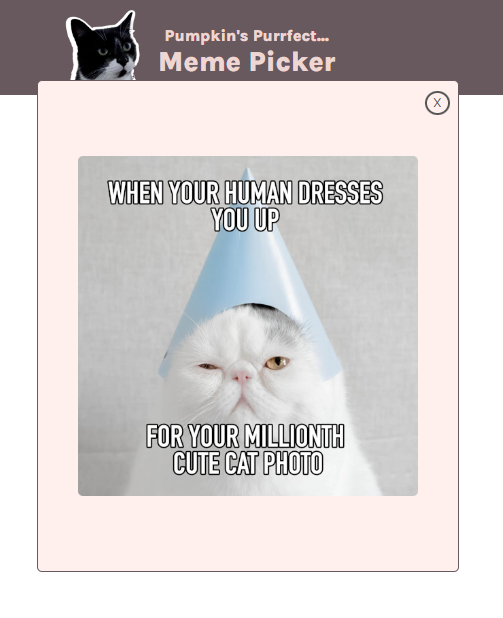 Pumpkin's Purrfect...
Meme Picker
X
WHEN YOUR HUMAN DRESSES
YOU UP
FOR YOUR MILLIONTH
CUTE CAT PHOTO